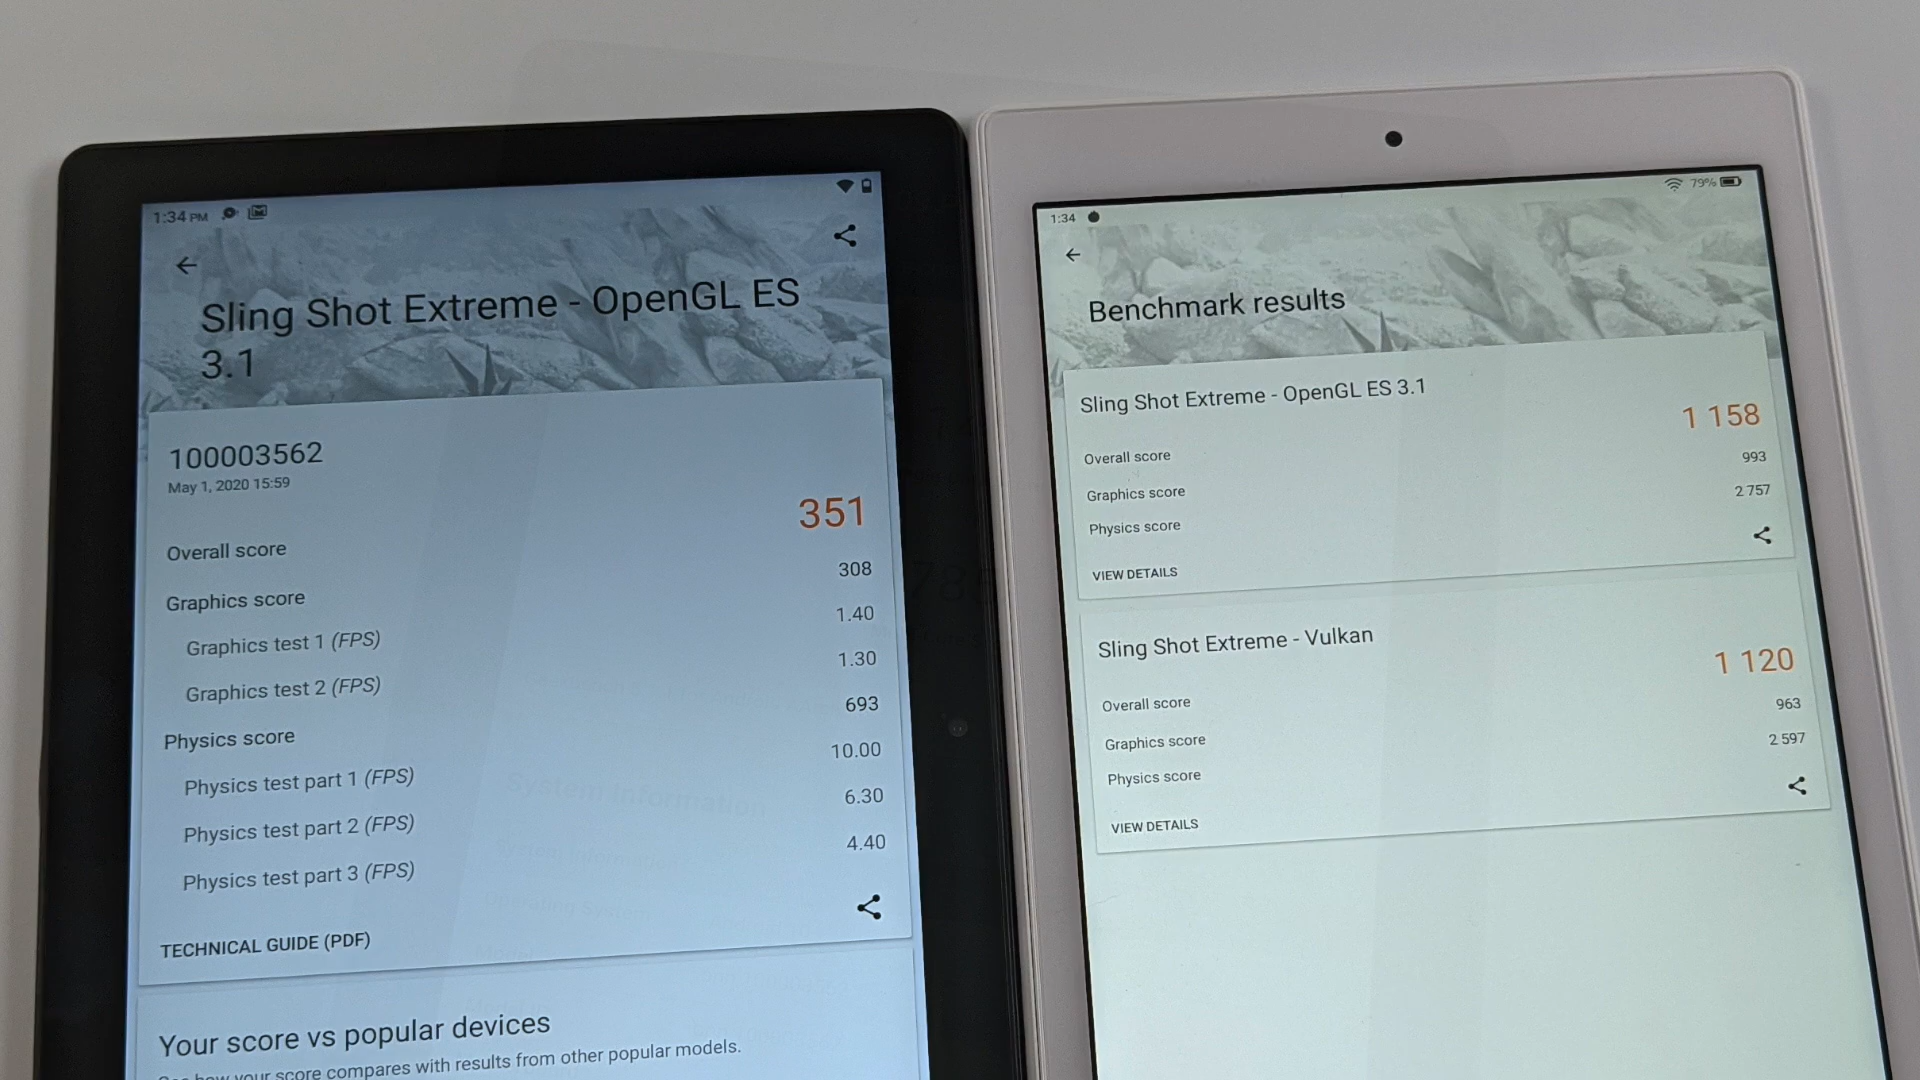 1:34 PM
Sling Shot Extreme - OpenGL ES
3.1
100003562
May 1, 2020 15:59
351
Overall score
308
Graphics score
1.40
Graphics test 1 (FPS)
1.30
Graphics test 2 (FPS)
693
Physics score
10.00
Physics test part 1 (FPS)
6.30
Physics test part 2 (FPS)
4.40
Physics test part 3 (FPS)
TECHNICAL GUIDE (PDF)
Your score vs popular devices
how your score compares with results from other popular models.
1:34
79%
Benchmark results
Sling Shot Extreme - OpenGL ES 3.1
1 158
Overall score
993
Graphics score
2 757
Physics score
VIEW DETAILS
Sling Shot Extreme - Vulkan
1 120
Overall score
963
Graphics score
2 597
Physics score
VIEW DETAILS
System Information
System Information
Operating System